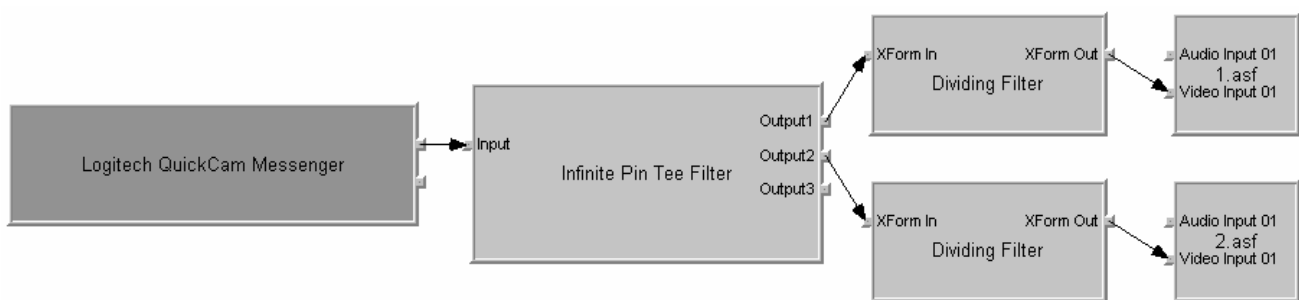 Logitech QuickCam Messenger
Input
Infinite Pin Tee Filter
Output1
Output2
Output3
XForm In
XForm Out
Dividing Filter
Audio Input 01
1.asf
Video Input 01
XForm In
XForm Out
Dividing Filter
Audio Input 01
2.asf
Video Input 01